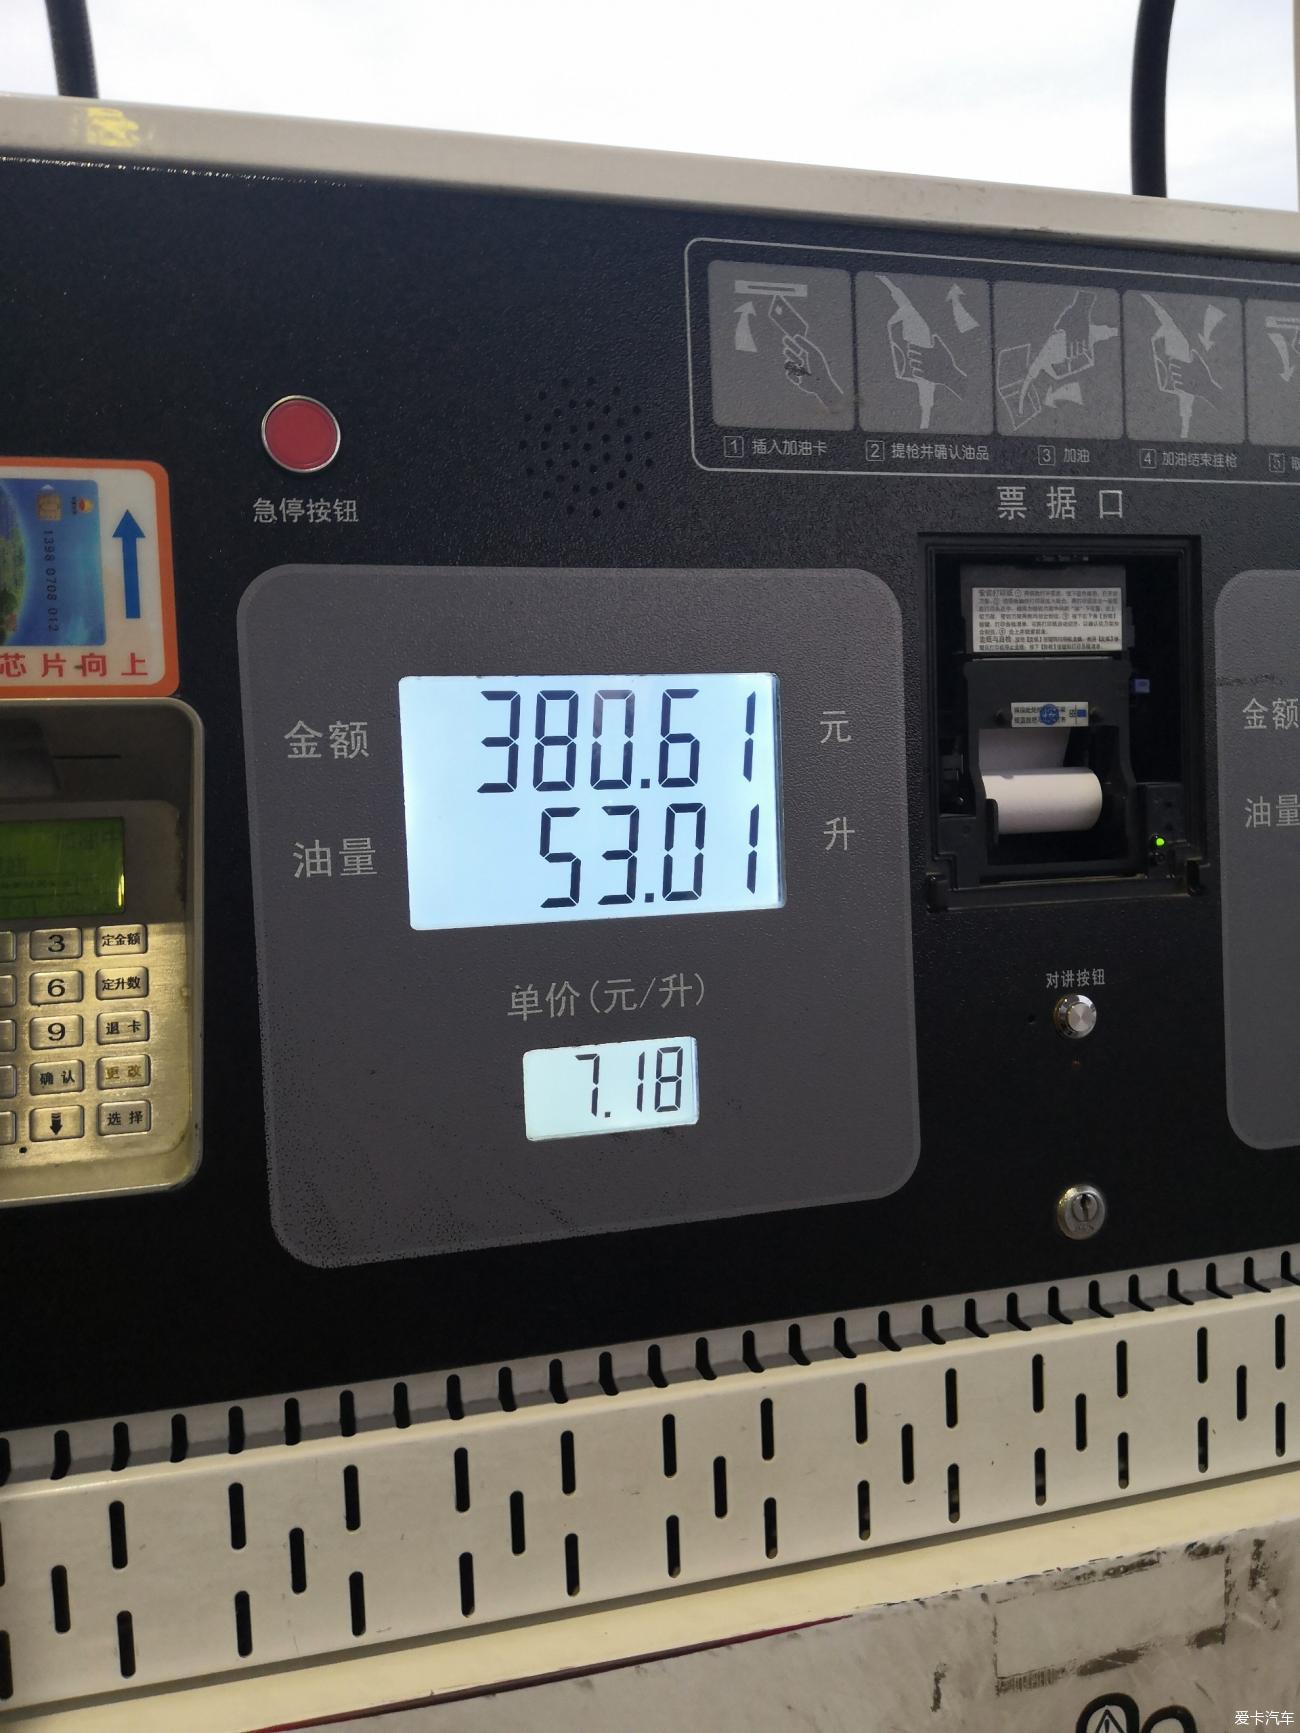 1 插入加油卡
2 提枪并确认油品
3 加油
4 加油结束挂枪
5
票据口
急停按钮
1398 0708 012
芯片向上
金额 380.61 元
油量 53.01 升
单价(元/升)
7.18
金额
油量
对讲按钮
3 定金额
6 定升数
9 退卡
确认 更改
选择
爱卡汽车